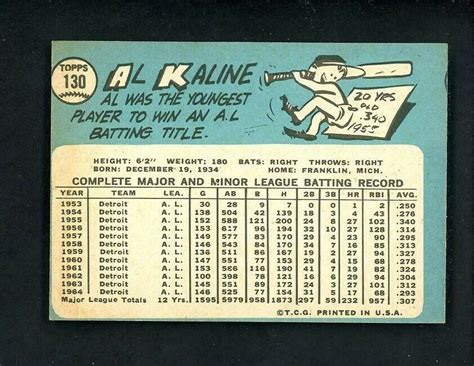 TOPPS
130
AL KALINE
AL WAS THE YOUNGEST
PLAYER TO WIN AN A.L
BATTING TITLE.
20 YRS
OLD
.340
1955
HEIGHT: 6'2" WEIGHT: 180 BATS: RIGHT THROWS: RIGHT
BORN: DECEMBER 19, 1934 HOME: FRANKLIN, MICH.
COMPLETE MAJOR AND MINOR LEAGUE BATTING RECORD
YEAR TEAM LEA. G AB R H 2B 3B HR RBI AVG.
1953 Detroit A.L. 30 28 9 7 0 0 1 2 .250
1954 Detroit A.L. 138 504 42 139 18 3 4 43 .276
1955 Detroit A.L. 152 588 121 200 24 8 27 102 .340
1956 Detroit A.L. 153 617 96 194 32 10 27 128 .314
1957 Detroit A.L. 149 577 83 170 29 4 23 90 .295
1958 Detroit A.L. 146 543 84 170 34 7 16 85 .313
1959 Detroit A.L. 136 511 86 167 19 2 27 94 .327
1960 Detroit A.L. 147 551 77 153 29 4 15 68 .278
1961 Detroit A.L. 153 586 116 190 41 7 19 82 .324
1962 Detroit A.L. 100 398 78 121 16 6 29 94 .304
1963 Detroit A.L. 145 551 89 172 24 3 27 101 .312
1964 Detroit A.L. 146 525 77 154 31 5 17 68 .293
Major League Totals 12 Yrs. 1595 5979 958 1837 297 59 232 957 .307
©T.C.G. PRINTED IN U.S.A.